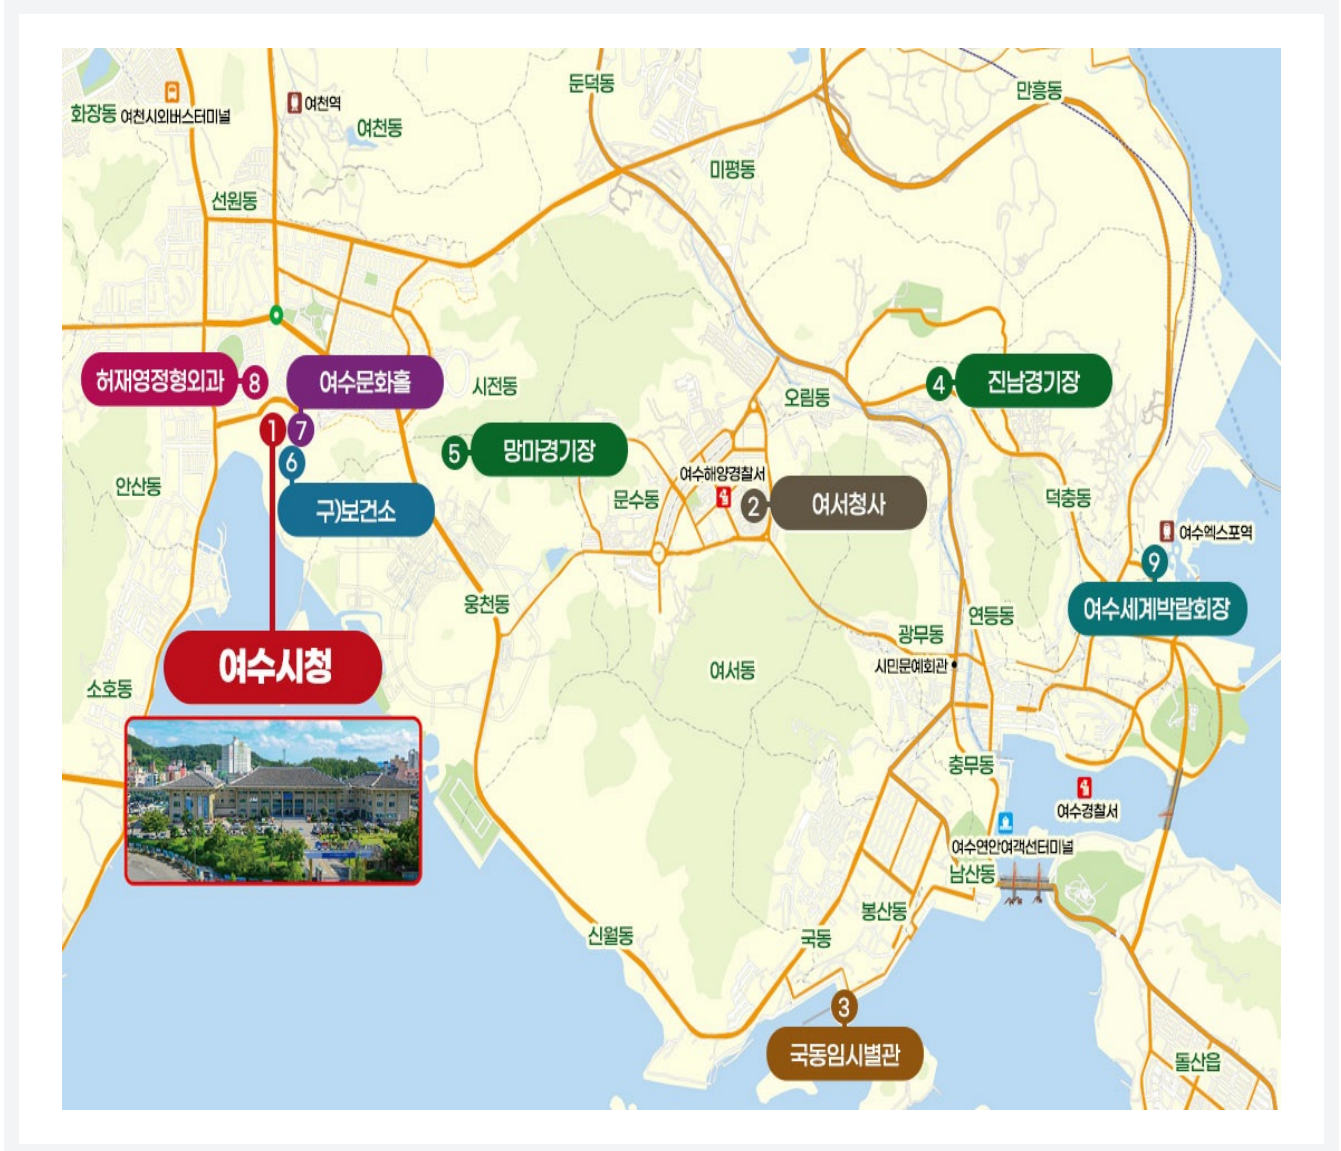 둔덕동
만흥동
화장동
여천시외버스터미널
여천역
여천동
미평동
선원동
허재영정형외과
8
여수문화홀
시전동
4
진남경기장
오림동
1
7
5
망마경기장
6
여수해양경찰서
안산동
문수동
2
여서청사
덕충동
구)보건소
여수엑스포역
9
웅천동
여수세계박람회장
연등동
광무동
여수시청
여서동
시민문예회관
소호동
충무동
여수경찰서
여수연안여객선터미널
남산동
봉산동
신월동
국동
3
국동임시별관
돌산읍